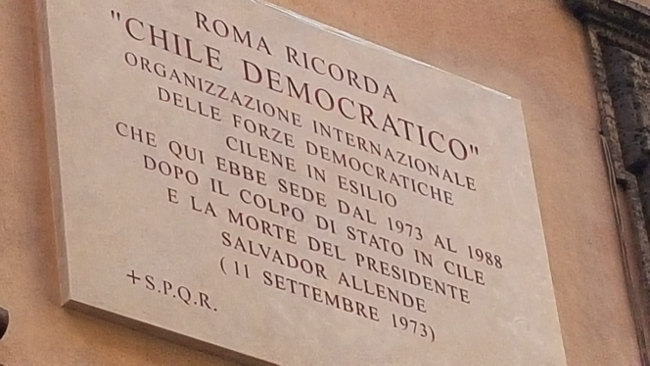 ROMA RICORDA
"CHILE DEMOCRATICO"
ORGANIZZAZIONE INTERNAZIONALE
DELLE FORZE DEMOCRATICHE
CILENE IN ESILIO
CHE QUI EBBE SEDE DAL 1973 AL 1988
DOPO IL COLPO DI STATO IN CILE
E LA MORTE DEL PRESIDENTE
SALVADOR ALLENDE
( 11 SETTEMBRE 1973)
+S.P.Q.R.